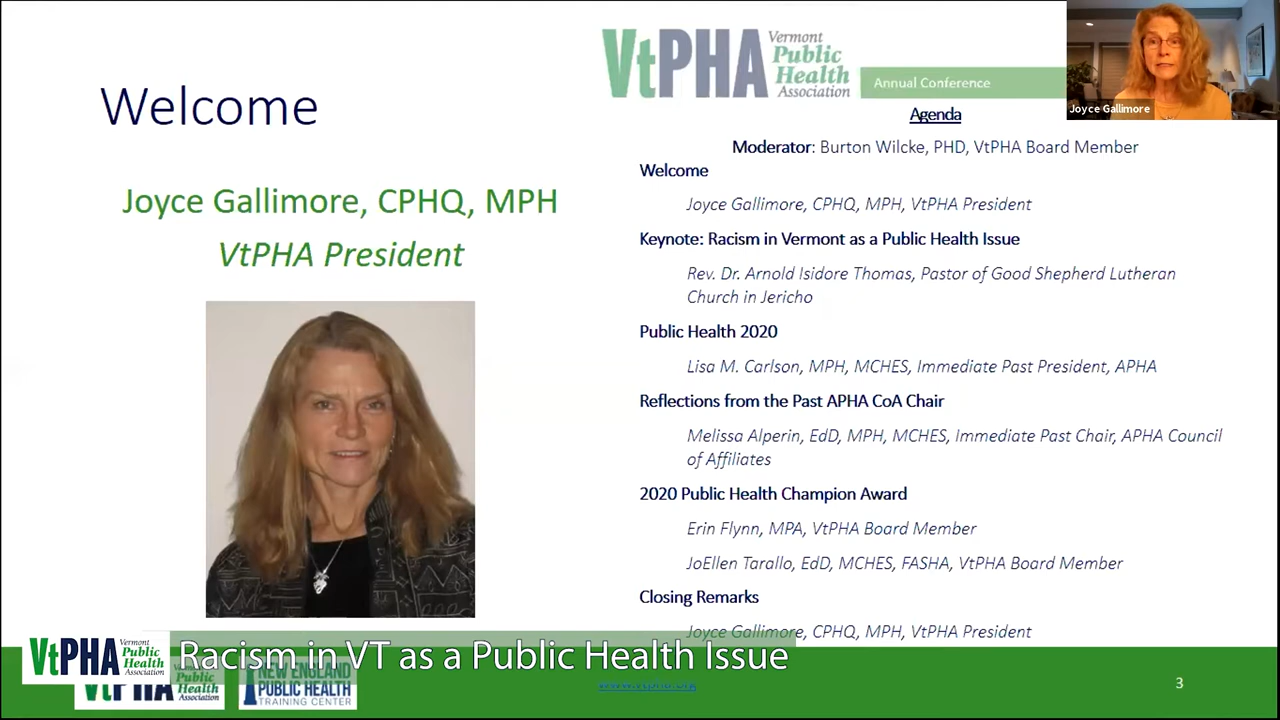 Welcome
Joyce Gallimore, CPHQ, MPH
VtPHA President
VtPHA Vermont
Public
Health
Association
Annual Conference
Joyce Gallimore
Agenda
Moderator: Burton Wilcke, PHD, VtPHA Board Member
Welcome
Joyce Gallimore, CPHQ, MPH, VtPHA President
Keynote: Racism in Vermont as a Public Health Issue
Rev. Dr. Arnold Isidore Thomas, Pastor of Good Shepherd Lutheran
Church in Jericho
Public Health 2020
Lisa M. Carlson, MPH, MCHES, Immediate Past President, APHA
Reflections from the Past APHA CoA Chair
Melissa Alperin, EdD, MPH, MCHES, Immediate Past Chair, APHA Council
of Affiliates
2020 Public Health Champion Award
Erin Flynn, MPA, VtPHA Board Member
JoEllen Tarallo, EdD, MCHES, FASHA, VtPHA Board Member
Closing Remarks
Joyce Gallimore, CPHQ, MPH, VtPHA President
VtPHA Vermont
Public
Health
Association
Racism in VT as a Public Health Issue
Public
Health
Association
NEW ENGLAND
PUBLIC HEALTH
TRAINING CENTER
www.vtpha.org
3